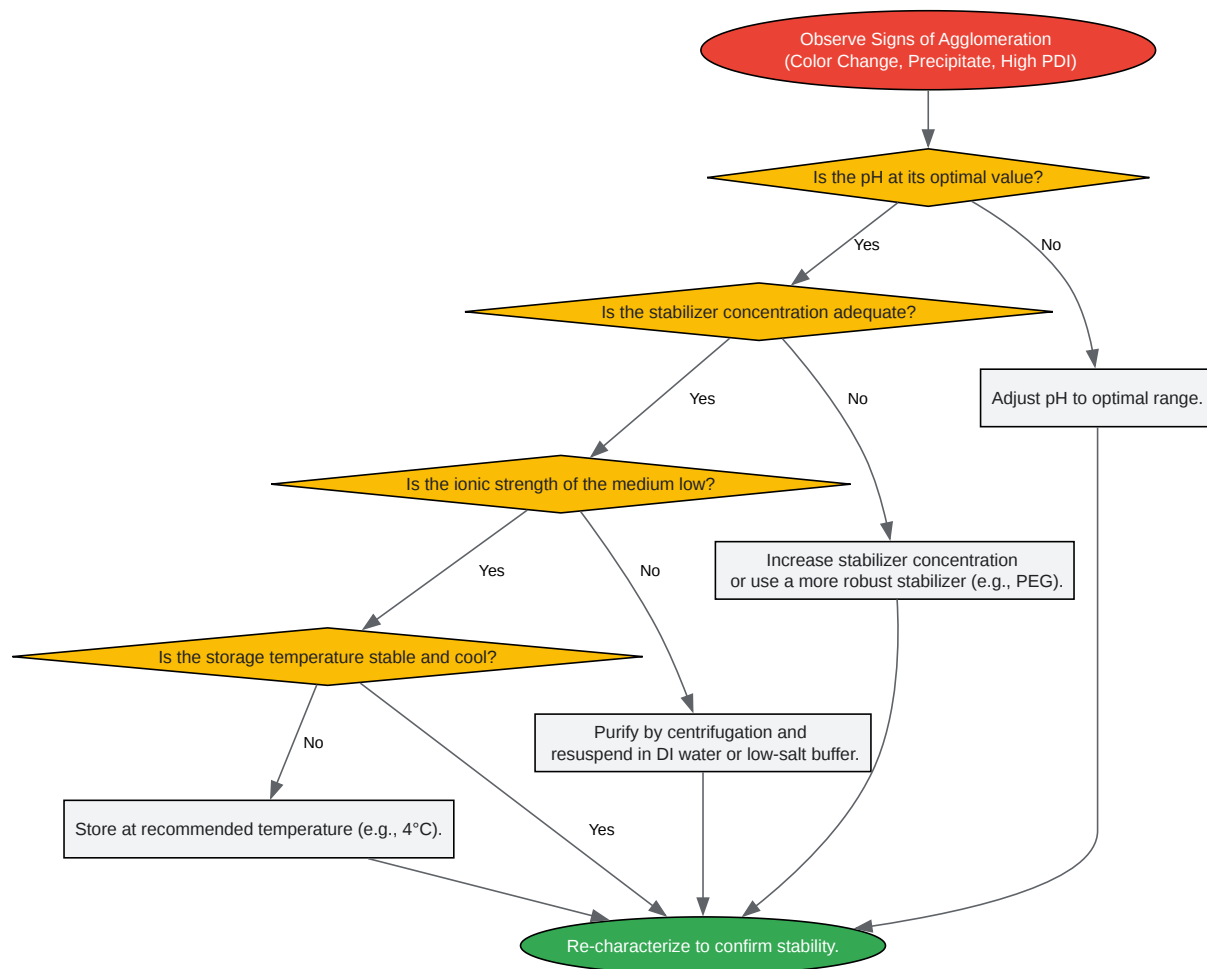 Observe Signs of Agglomeration
(Color Change, Precipitate, High PDI)
Is the pH at its optimal value?
Yes
No
Is the stabilizer concentration adequate?
Adjust pH to optimal range.
Yes
No
Is the ionic strength of the medium low?
Increase stabilizer concentration
or use a more robust stabilizer (e.g., PEG).
Yes
No
Is the storage temperature stable and cool?
Purify by centrifugation and
resuspend in DI water or low-salt buffer.
No
Yes
Store at recommended temperature (e.g., 4°C).
Re-characterize to confirm stability.